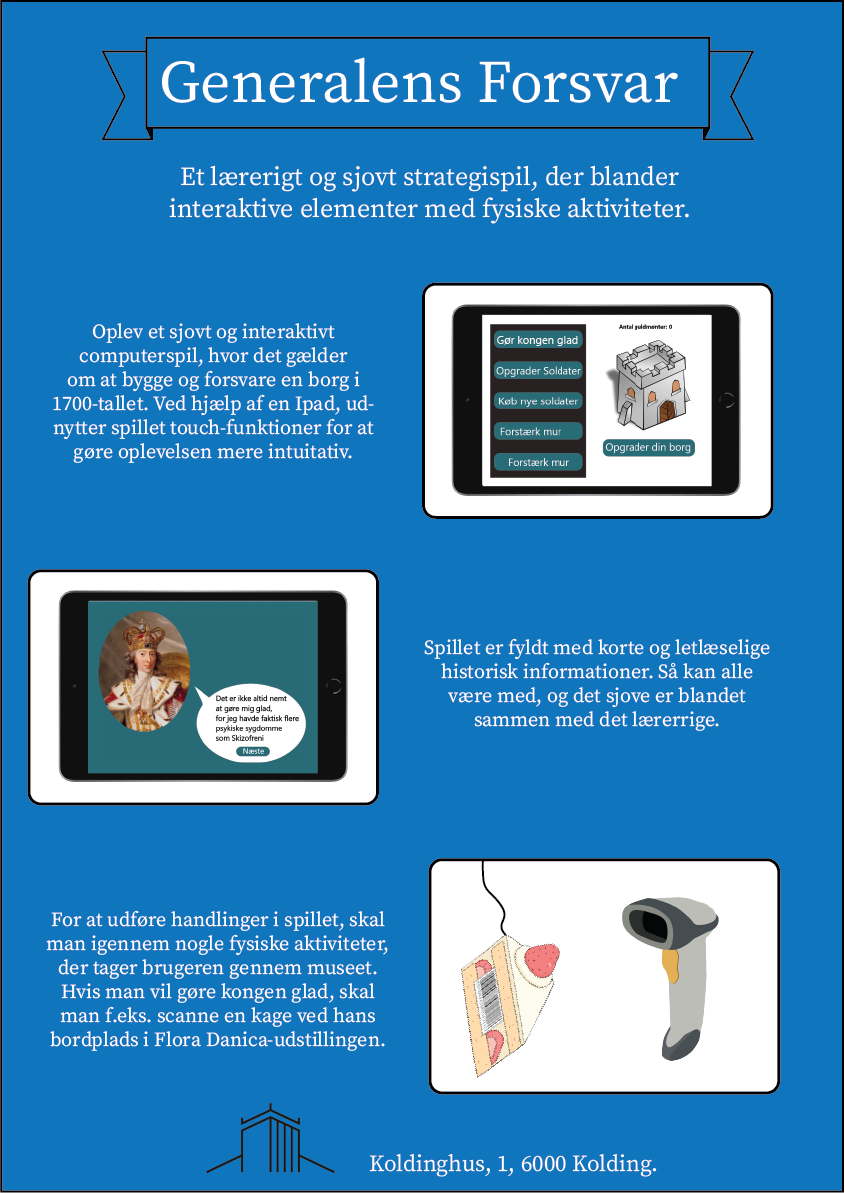 Generalens Forsvar
Et lærerigt og sjovt strategispil, der blander
interaktive elementer med fysiske aktiviteter.
Oplev et sjovt og interaktivt
computerspil, hvor det gælder
om at bygge og forsvare en borg i
1700-tallet. Ved hjælp af en Ipad, ud-
nytter spillet touch-funktioner for at
gøre oplevelsen mere intuitativ.
Gør kongen glad
Opgrader Soldater
Køb nye soldater
Forstærk mur
Forstærk mur
Antal guldmønter: 0
Opgrader din borg
Det er ikke altid nemt
at gøre mig glad,
for jeg havde faktisk flere
psykiske sygdomme
som Skizofreni
Næste
Spillet er fyldt med korte og letlæselige
historisk informationer. Så kan alle
være med, og det sjove er blandet
sammen med det lærerrige.
For at udføre handlinger i spillet, skal
man igennem nogle fysiske aktiviteter,
der tager brugeren gennem museet.
Hvis man vil gøre kongen glad, skal
man f.eks. scanne en kage ved hans
bordplads i Flora Danica-udstillingen.
Koldinghus, 1, 6000 Kolding.